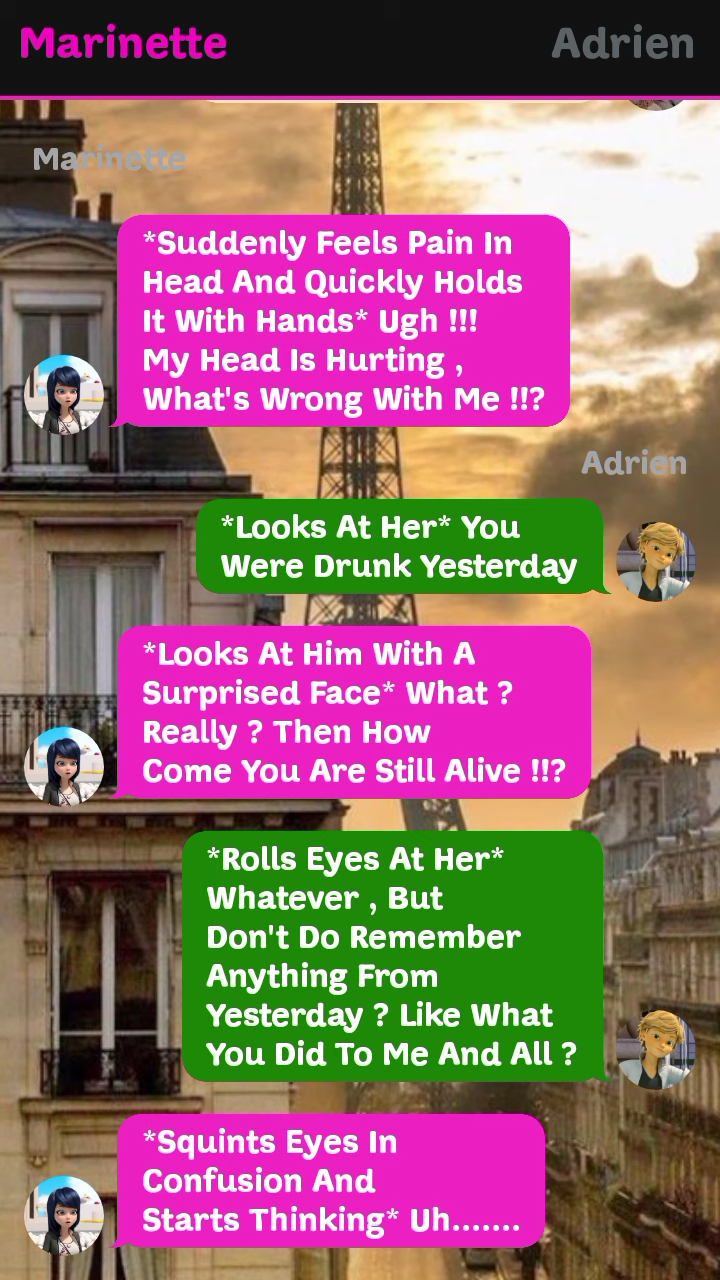 Marinette
Adrien
Marinette
*Suddenly Feels Pain In
Head And Quickly Holds
It With Hands* Ugh !!!
My Head Is Hurting ,
What's Wrong With Me !!?
Adrien
*Looks At Her* You
Were Drunk Yesterday
*Looks At Him With A
Surprised Face* What ?
Really ? Then How
Come You Are Still Alive !!?
*Rolls Eyes At Her*
Whatever , But
Don't Do Remember
Anything From
Yesterday ? Like What
You Did To Me And All ?
*Squints Eyes In
Confusion And
Starts Thinking* Uh.......